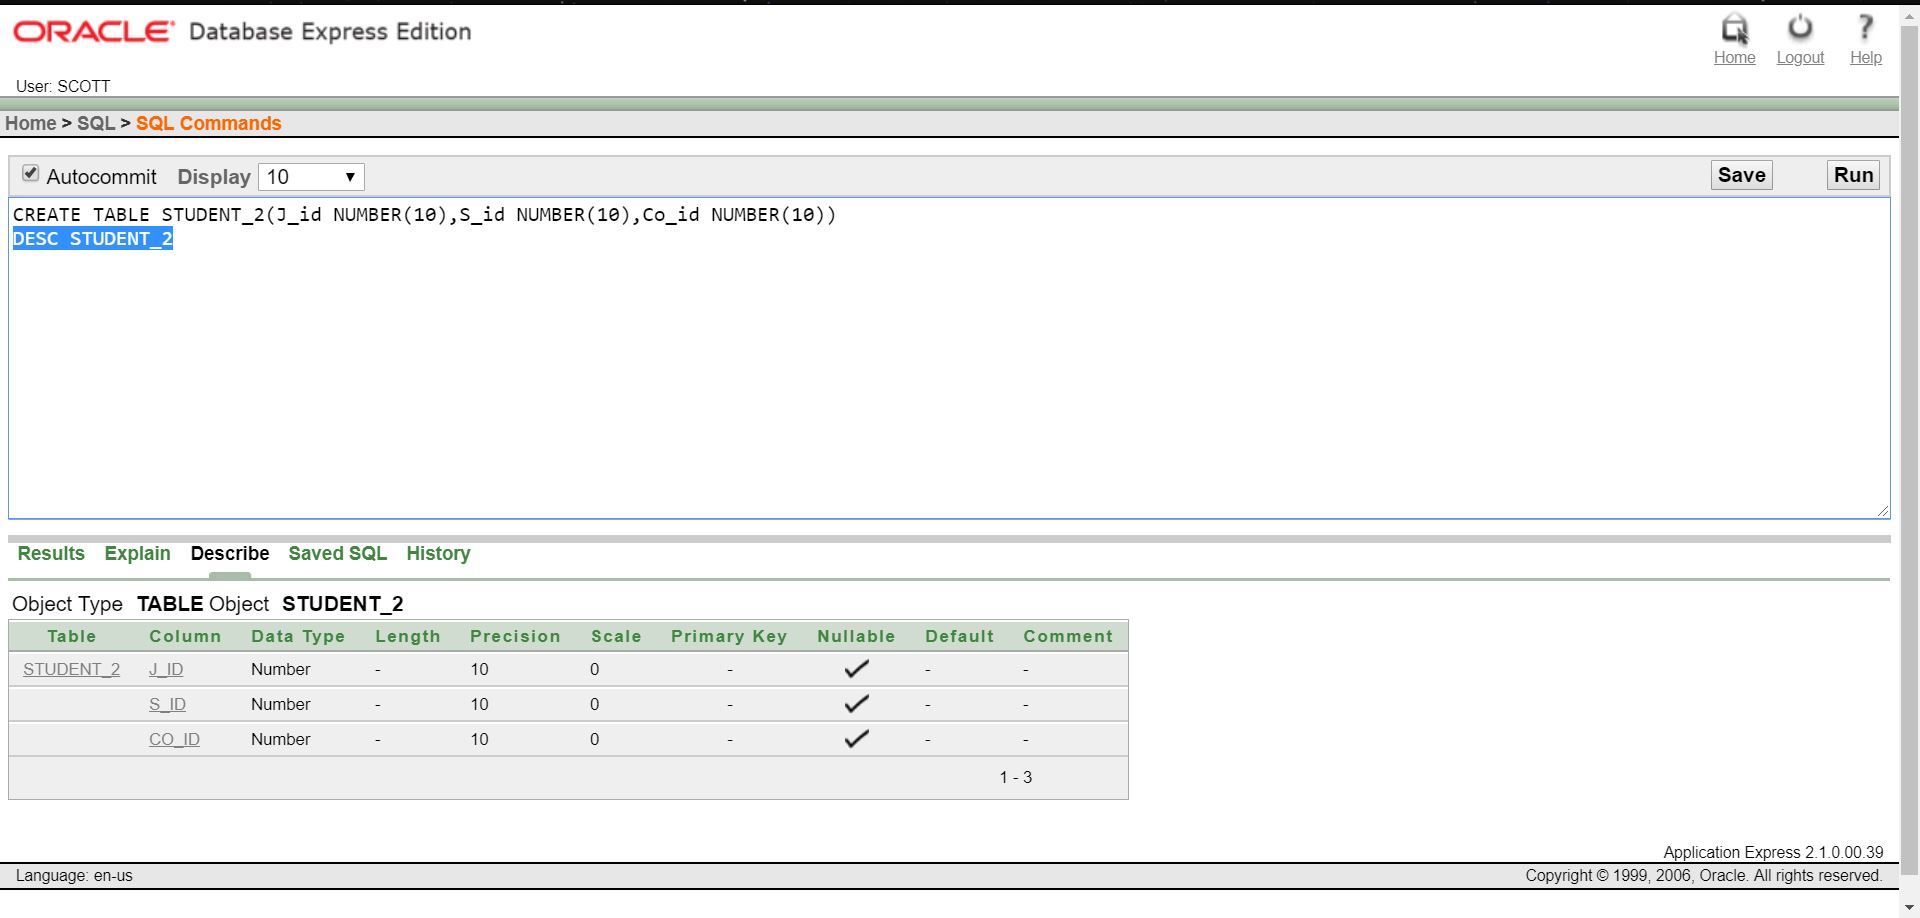 ORACLE® Database Express Edition
Home Logout Help
User: SCOTT
Home > SQL > SQL Commands
Autocommit Display 10 Save Run
CREATE TABLE STUDENT_2(J_id NUMBER(10),S_id NUMBER(10),Co_id NUMBER(10))
DESC STUDENT_2
Results Explain Describe Saved SQL History
Object Type TABLE Object STUDENT_2
Table Column Data Type Length Precision Scale Primary Key Nullable Default Comment
STUDENT_2 J_ID Number - 10 0 - - -
S_ID Number - 10 0 - - -
CO_ID Number - 10 0 - - -
1 - 3
Application Express 2.1.0.00.39
Language: en-us Copyright © 1999, 2006, Oracle. All rights reserved.